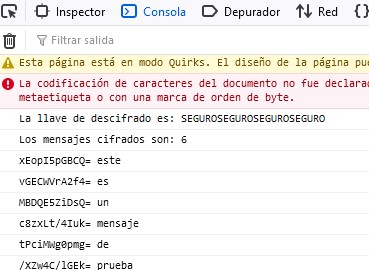 Inspector Consola Depurador Red {}
Filtrar salida
Esta página está en modo Quirks. El diseño de la página
La codificación de caracteres del documento no fue
metaetiqueta o con una marca de orden de byte.
La llave de descifrado es: SEGUROSEGUROSEGUROSEGURO
Los mensajes cifrados son: 6
xEopI5pGBCQ= este
vGECWVrA2f4= es
MBDQE5ZiDsQ= un
c8zxLt/4Iuk= mensaje
tPciMWg0pmg= de
/XZw4C/lGEk= prueba